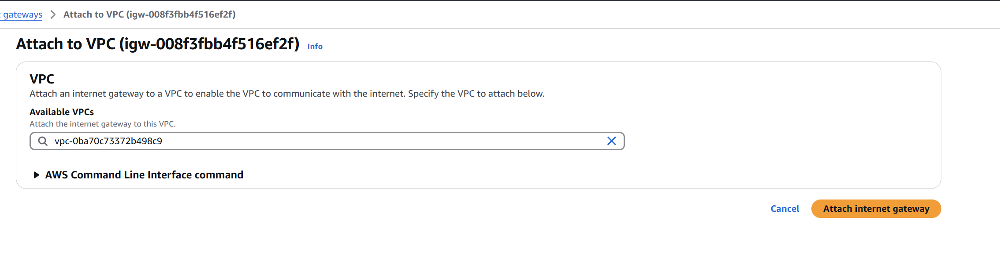 gateways > Attach to VPC (igw-008f3fbb4f516ef2f)
Attach to VPC (igw-008f3fbb4f516ef2f) Info
VPC
Attach an internet gateway to a VPC to enable the VPC to communicate with the internet. Specify the VPC to attach below.
Available VPCs
Attach the internet gateway to this VPC.
vpc-0ba70c73372b498c9
AWS Command Line Interface command
Cancel Attach internet gateway